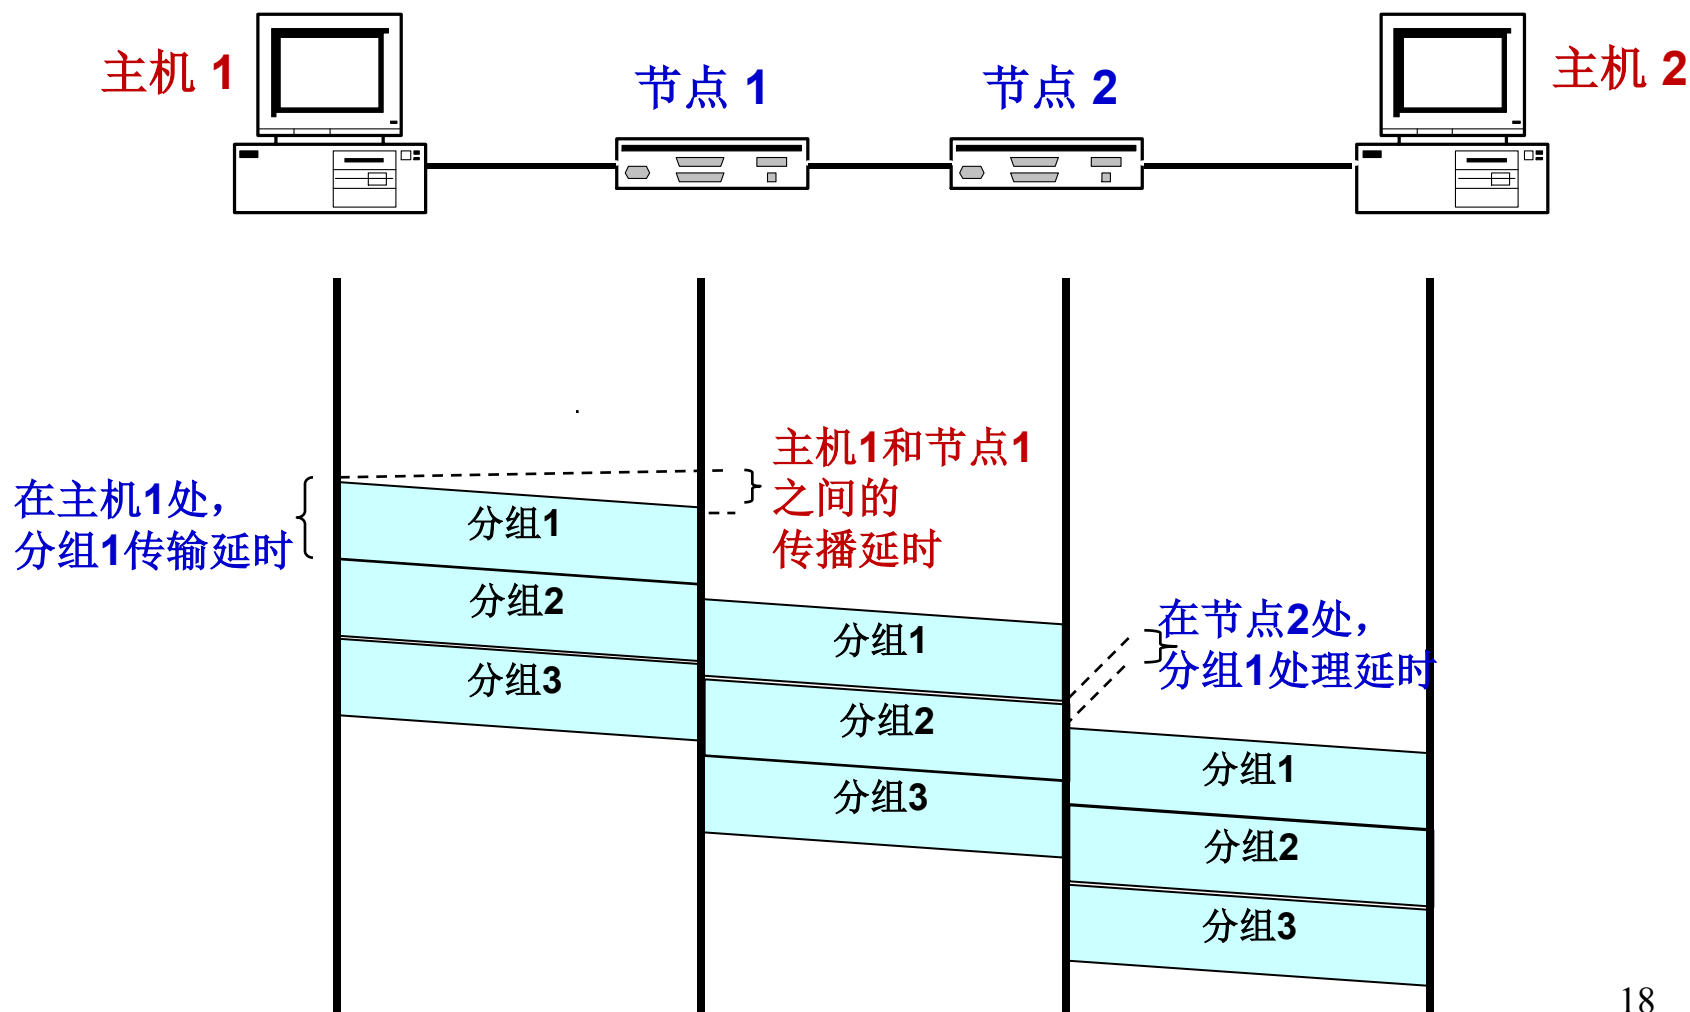 主机 1
节点 1
节点 2
主机 2
在主机1处，
分组1传输延时
主机1和节点1
之间的
传播延时
分组1
分组2
分组3
在节点2处，
分组1处理延时
分组1
分组2
分组3
分组1
分组2
分组3
18